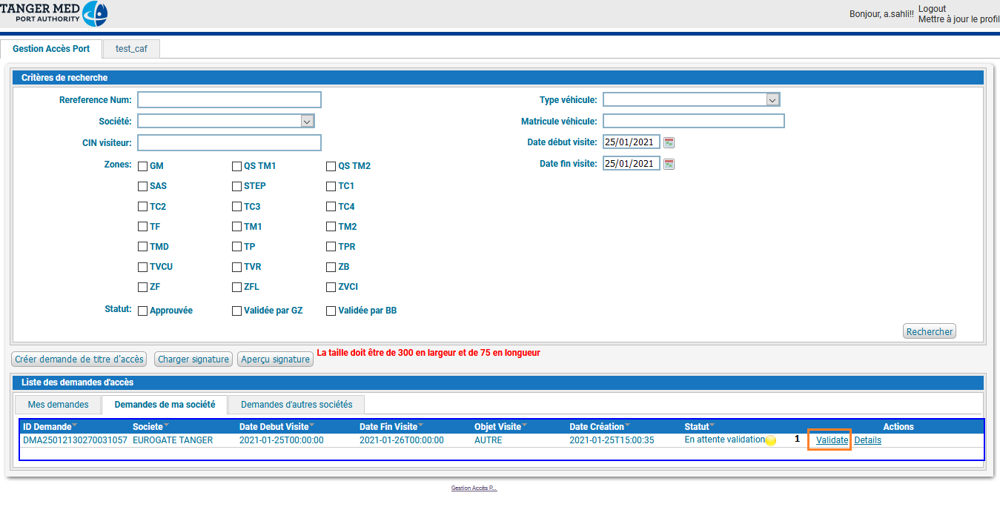 TANGER MED
PORT AUTHORITY
Bonjour, a.sahli!!
Logout
Mettre à jour le profil
Gestion Accès Port
test_caf
Critères de recherche
Rereference Num:
Type véhicule:
Société:
Matricule véhicule:
CIN visiteur:
Date début visite: 25/01/2021
Zones:
Date fin visite: 25/01/2021
GM QS TM1 QS TM2
SAS STEP TC1
TC2 TC3 TC4
TF TM1 TM2
TMD TP TPR
TVCU TVR ZB
ZF ZFL ZVCI
Statut: Approuvée Validée par GZ Validée par BB
Rechercher
Créer demande de titre d'accès Charger signature Aperçu signature La taille doit être de 300 en largeur et de 75 en longueur
Liste des demandes d'accès
Mes demandes Demandes de ma société Demandes d'autres sociétés
ID Demande Societe Date Debut Visite Date Fin Visite Objet Visite Date Création Statut Actions
DMA25012130270031057 EUROGATE TANGER 2021-01-25T00:00:00 2021-01-26T00:00:00 AUTRE 2021-01-25T15:00:35 En attente validation 1 Validate Details
Gestion Accès P...